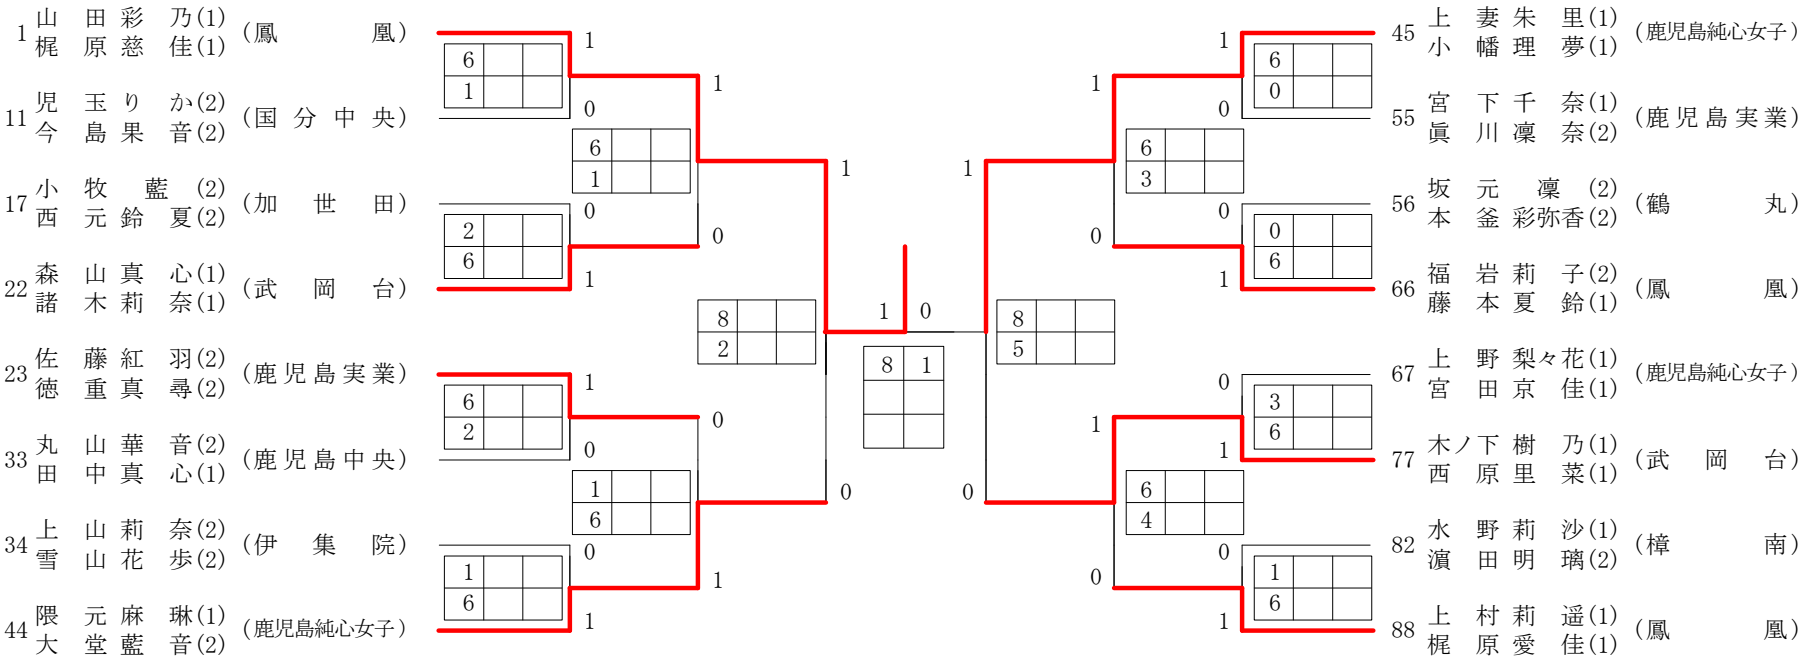 1 山田彩乃(1) (鳳凰)
梶原慈佳(1)
1
6
1
1
0
11 児玉りか(2) (国分中央)
今島果音(2)
6
1
1
17 小牧藍(2) (加世田)
西元鈴夏(2)
0
2
6
0
1
22 森山真心(1) (武岡台)
諸木莉奈(1)
8
2
23 佐藤紅羽(2) (鹿児島実業)
徳重真尋(2)
1
6
2
0
0
33 丸山華音(2) (鹿児島中央)
田中真心(1)
1
6
0
34 上山莉奈(2) (伊集院)
雪山花歩(2)
0
1
6
1
1
44 隈元麻琳(1) (鹿児島純心女子)
大堂藍音(2)
1 0
8 1
45 上妻朱里(1) (鹿児島純心女子)
小幡理夢(1)
1
6
0
1
0
55 宮下千奈(1) (鹿児島実業)
眞川凜奈(2)
6
3
1
56 坂元凜(2) (鶴丸)
本釜彩弥香(2)
0
0
6
0
1
66 福岩莉子(2) (鳳凰)
藤本夏鈴(1)
8
5
67 上野梨々花(1) (鹿児島純心女子)
宮田京佳(1)
0
3
6
1
1
77 木ノ下樹乃(1) (武岡台)
西原里菜(1)
6
4
0
82 水野莉沙(1) (樟南)
濵田明璃(2)
0
1
6
0
1
88 上村莉遥(1) (鳳凰)
梶原愛佳(1)